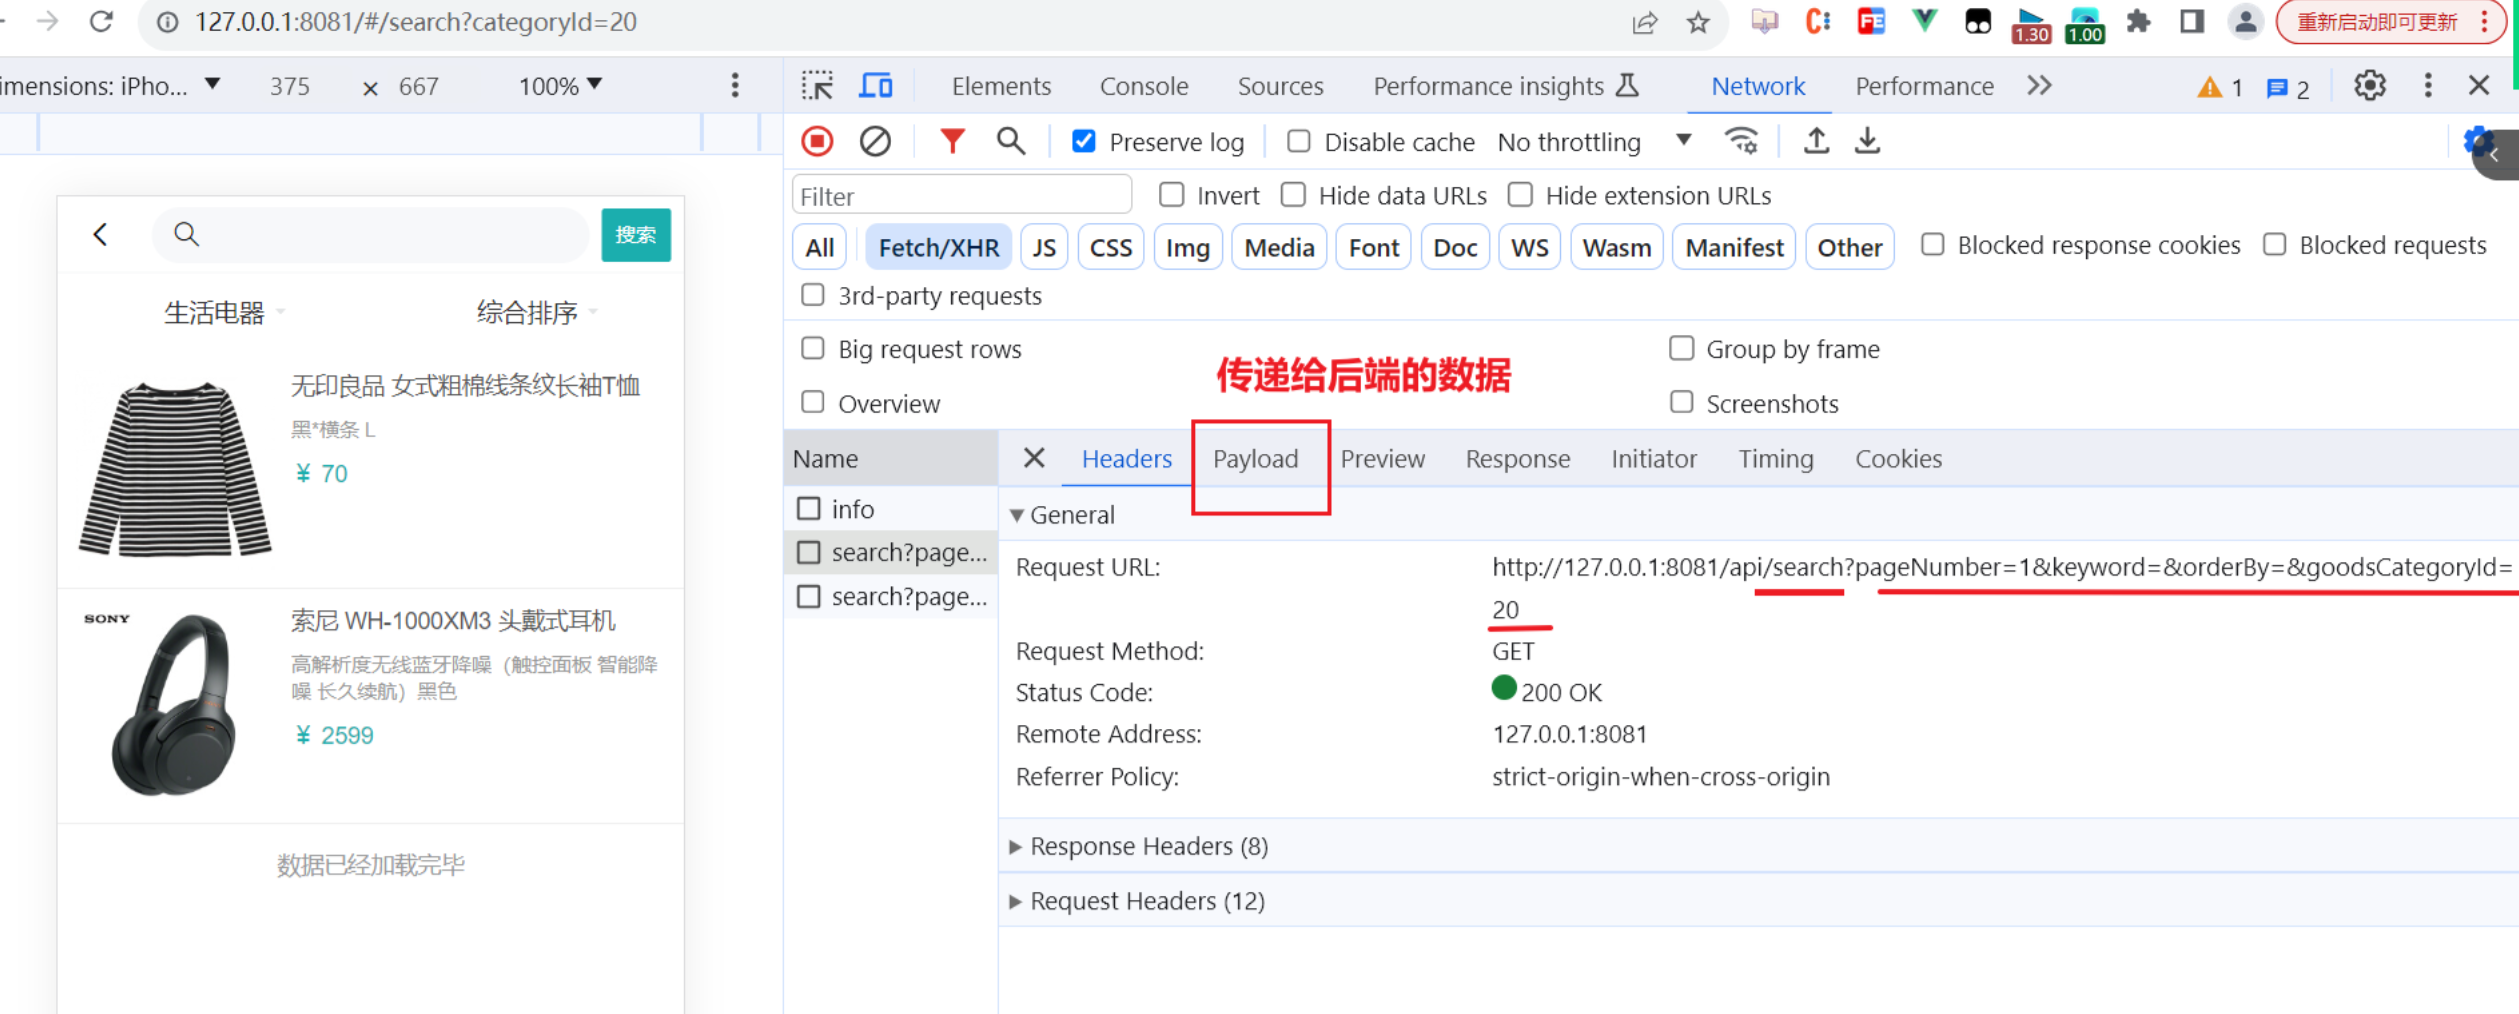 127.0.0.1:8081/#/search?categoryId=20
1.30
1.00
重新启动即可更新
imensions: iPho... ▼
375 × 667
100% ▼
Elements
Console
Sources
Performance insights
Network
Performance
1
2
Preserve log
Disable cache
No throttling
Filter
Invert
Hide data URLs
Hide extension URLs
All
Fetch/XHR
JS
CSS
Img
Media
Font
Doc
WS
Wasm
Manifest
Other
Blocked response cookies
Blocked requests
3rd-party requests
Big request rows
Group by frame
传递给后端的数据
Overview
Screenshots
Name
Headers
Payload
Preview
Response
Initiator
Timing
Cookies
info
search?page...
search?page...
General
Request URL:
http://127.0.0.1:8081/api/search?pageNumber=1&keyword=&orderBy=&goodsCategoryId=
20
Request Method:
GET
Status Code:
200 OK
Remote Address:
127.0.0.1:8081
Referrer Policy:
strict-origin-when-cross-origin
Response Headers (8)
Request Headers (12)
搜索
生活电器
综合排序
无印良品 女式粗棉线条纹长袖T恤
黑*横条 L
¥ 70
SONY
索尼 WH-1000XM3 头戴式耳机
高解析度无线蓝牙降噪（触控面板 智能降
噪 长久续航）黑色
¥ 2599
数据已经加载完毕